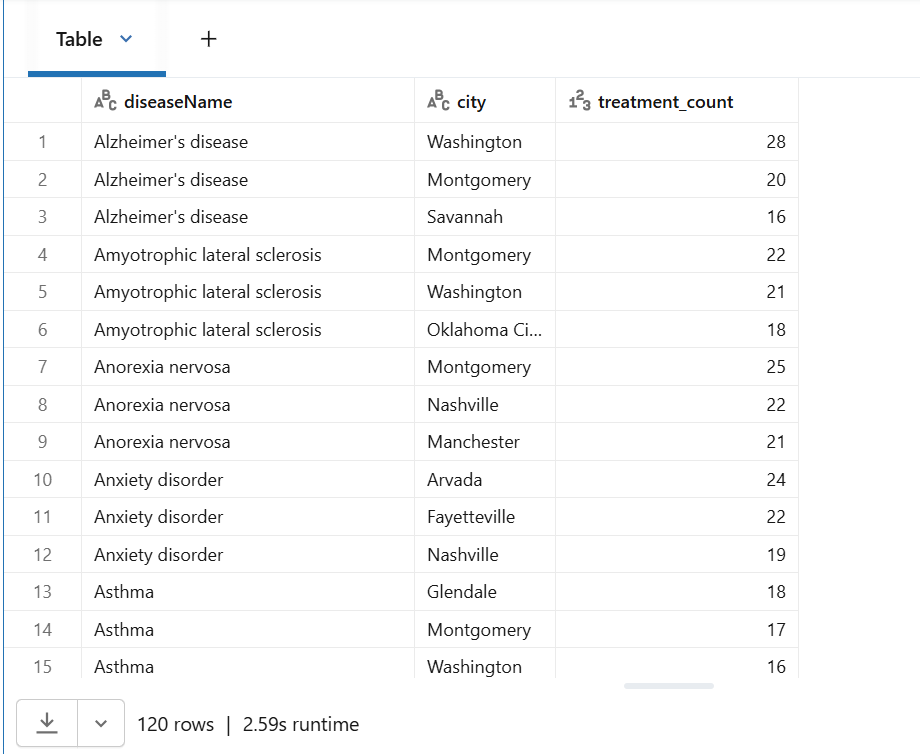 Table +
diseaseName city treatment_count
1 Alzheimer's disease Washington 28
2 Alzheimer's disease Montgomery 20
3 Alzheimer's disease Savannah 16
4 Amyotrophic lateral sclerosis Montgomery 22
5 Amyotrophic lateral sclerosis Washington 21
6 Amyotrophic lateral sclerosis Oklahoma Ci... 18
7 Anorexia nervosa Montgomery 25
8 Anorexia nervosa Nashville 22
9 Anorexia nervosa Manchester 21
10 Anxiety disorder Arvada 24
11 Anxiety disorder Fayetteville 22
12 Anxiety disorder Nashville 19
13 Asthma Glendale 18
14 Asthma Montgomery 17
15 Asthma Washington 16
120 rows | 2.59s runtime